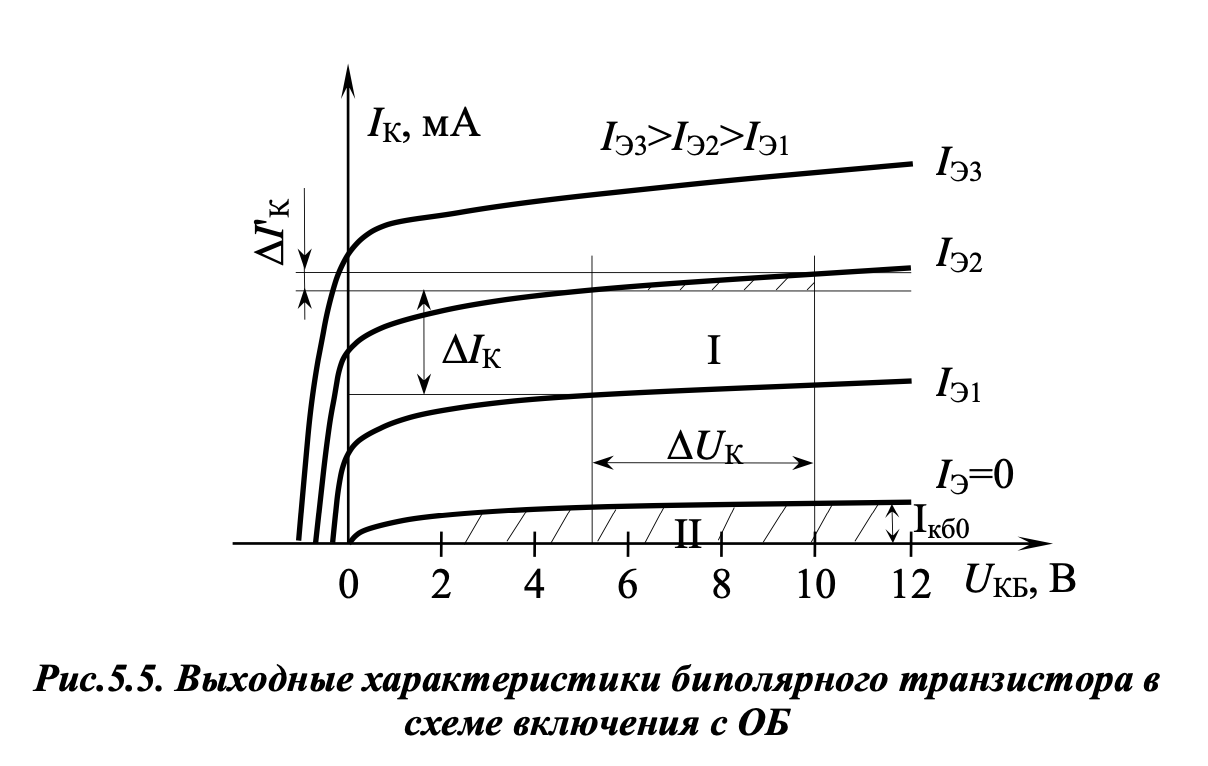 I_К, мА
I_Э3>I_Э2>I_Э1
I_Э3
ΔI'_К
I_Э2
ΔI_К
I
I_Э1
ΔU_К
I_Э=0
II
I_кб0
0 2 4 6 8 10 12 U_КБ, В
Рис.5.5. Выходные характеристики биполярного транзистора в
схеме включения с ОБ